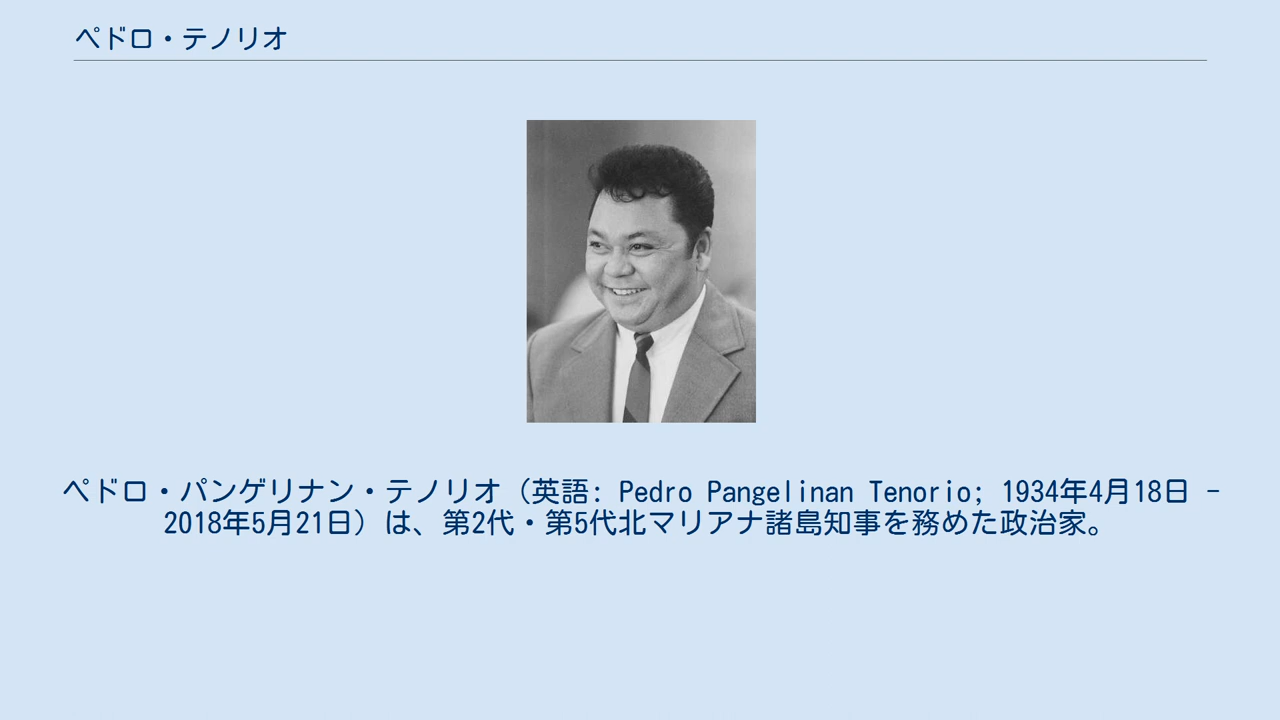 ペドロ・テノリオ
ペドロ・パンゲリナン・テノリオ（英語: Pedro Pangelinan Tenorio; 1934年4月18日 -
2018年5月21日）は、第2代・第5代北マリアナ諸島知事を務めた政治家。